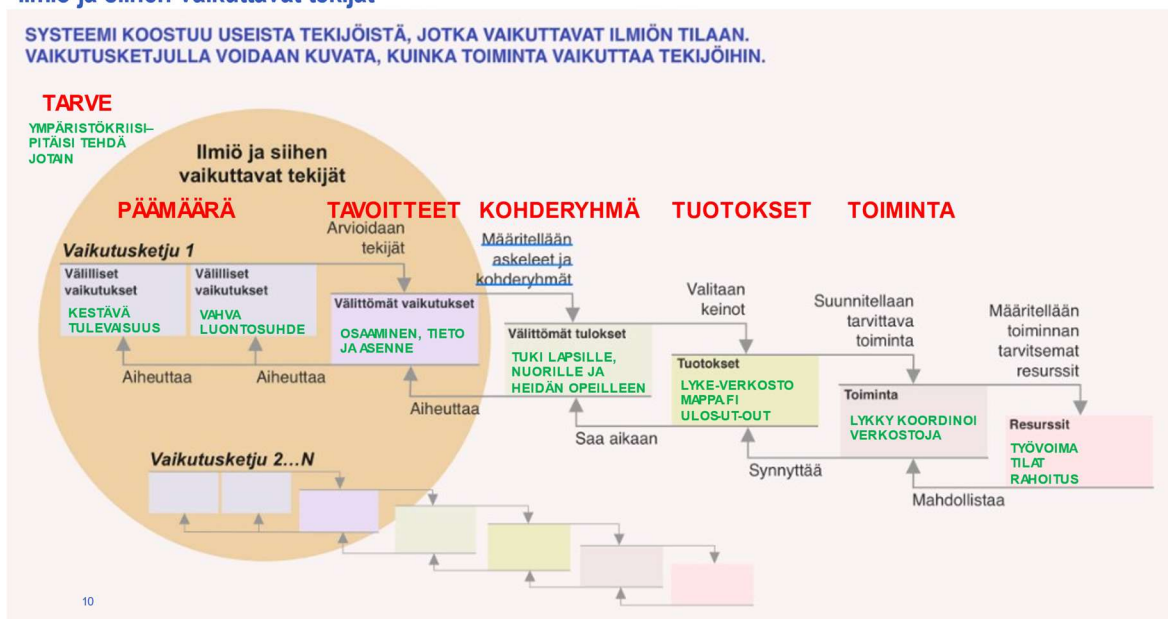 Ilmiö ja siihen vaikuttavat tekijät
SYSTEEMI KOOSTUU USEISTA TEKIJÖISTÄ, JOTKA VAIKUTTAVAT ILMIÖN TILAAN.
VAIKUTUSKETJULLA VOIDAAN KUVATA, KUINKA TOIMINTA VAIKUTTAA TEKIJÖIHIN.
TARVE
YMPÄRISTÖKRIISI–
PITÄISI TEHDÄ
JOTAIN
Ilmiö ja siihen
vaikuttavat tekijät
PÄÄMÄÄRÄ
TAVOITTEET
KOHDERYHMÄ
TUOTOKSET
TOIMINTA
Vaikutusketju 1
Arvioidaan
tekijät
Määritellään
askeleet ja
kohderyhmät
Valitaan
keinot
Suunnitellaan
tarvittava
toiminta
Määritellään
toiminnan
tarvitsemat
resurssit
Välilliset
vaikutukset
KESTÄVÄ
TULEVAISUUS
Välilliset
vaikutukset
VAHVA
LUONTOSUHDE
Välittömät vaikutukset
OSAAMINEN, TIETO
JA ASENNE
Välittömät tulokset
TUKI LAPSILLE,
NUORILLE JA
HEIDÄN OPEILLEEN
Tuotokset
LYKE-VERKOSTO
MAPPA.FI
ULOS-UT-OUT
Toiminta
LYKKY KOORDINOI
VERKOSTOJA
Resurssit
TYÖVOIMA
TILAT
RAHOITUS
Aiheuttaa
Aiheuttaa
Aiheuttaa
Saa aikaan
Synnyttää
Mahdollistaa
Vaikutusketju 2...N
10